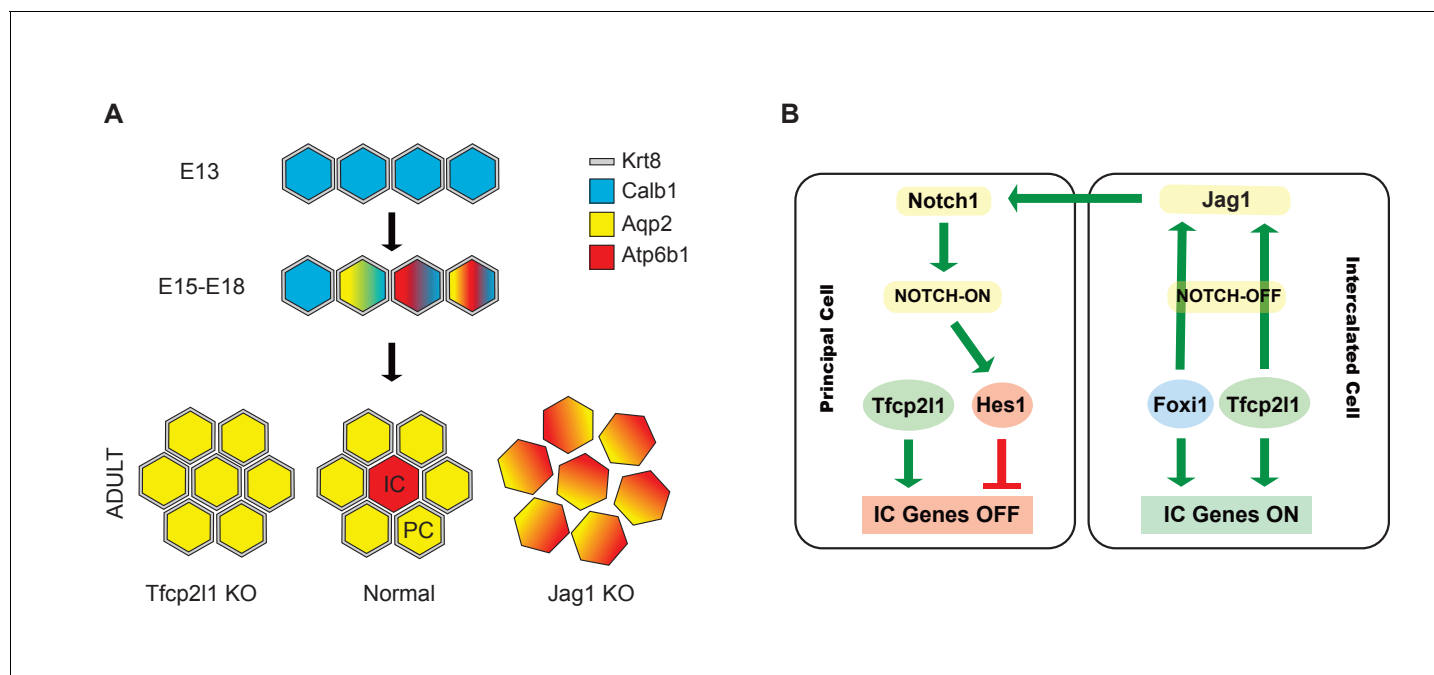 A
E13
Krt8
Calb1
Aqp2
Atp6b1
E15-E18
ADULT
IC
PC
Tfcp2l1 KO
Normal
Jag1 KO
B
Principal Cell
Notch1
NOTCH-ON
Tfcp2l1
Hes1
IC Genes OFF
Jag1
NOTCH-OFF
Foxi1
Tfcp2l1
IC Genes ON
Intercalated Cell